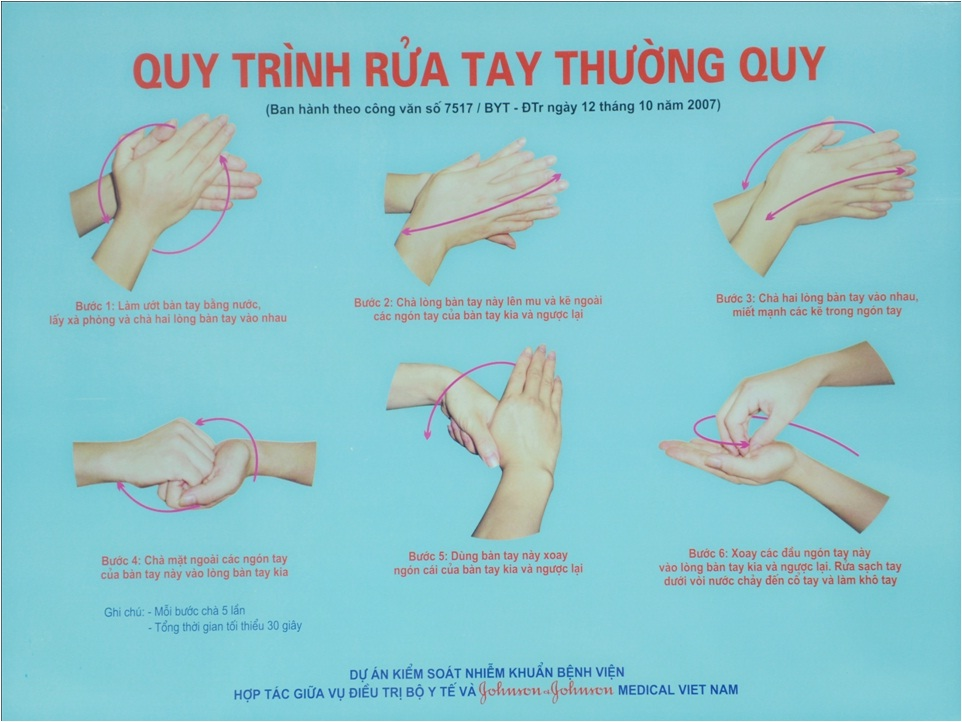 QUY TRÌNH RỬA TAY THƯỜNG QUY
(Ban hành theo công văn số 7517 / BYT - ĐTr ngày 12 tháng 10 năm 2007)
Bước 1: Làm ướt bàn tay bằng nước,
lấy xà phòng và chà hai lòng bàn tay vào nhau
Bước 2: Chà lòng bàn tay này lên mu và kẽ ngoài
các ngón tay của bàn tay kia và ngược lại
Bước 3: Chà hai lòng bàn tay vào nhau,
miết mạnh các kẽ trong ngón tay
Bước 4: Chà mặt ngoài các ngón tay
của bàn tay này vào lòng bàn tay kia
Bước 5: Dùng bàn tay này xoay
ngón cái của bàn tay kia và ngược lại
Bước 6: Xoay các đầu ngón tay này
vào lòng bàn tay kia và ngược lại. Rửa sạch tay
dưới vòi nước chảy đến cổ tay và làm khô tay
Ghi chú: - Mỗi bước chà 5 lần
- Tổng thời gian tối thiểu 30 giây
DỰ ÁN KIỂM SOÁT NHIỄM KHUẨN BỆNH VIỆN
HỢP TÁC GIỮA VỤ ĐIỀU TRỊ BỘ Y TẾ VÀ Johnson & Johnson MEDICAL VIET NAM